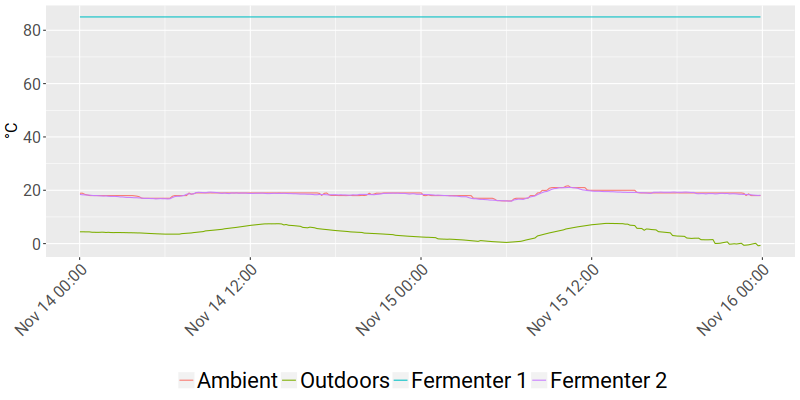 80
60
40
20
0
°C
Nov 14 00:00
Nov 14 12:00
Nov 15 00:00
Nov 15 12:00
Nov 16 00:00
Ambient Outdoors Fermenter 1 Fermenter 2